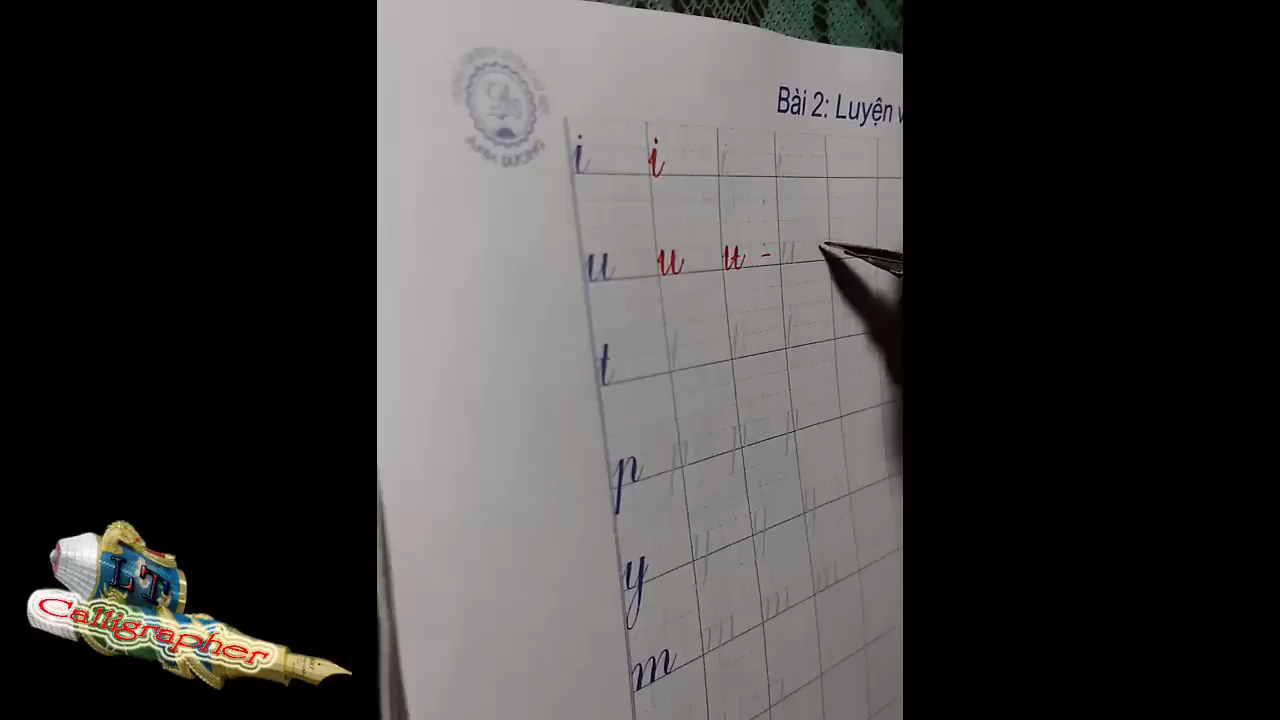 Bài 2: Luyện
i i
u u u -
t
p
y
m
LT
Calligrapher